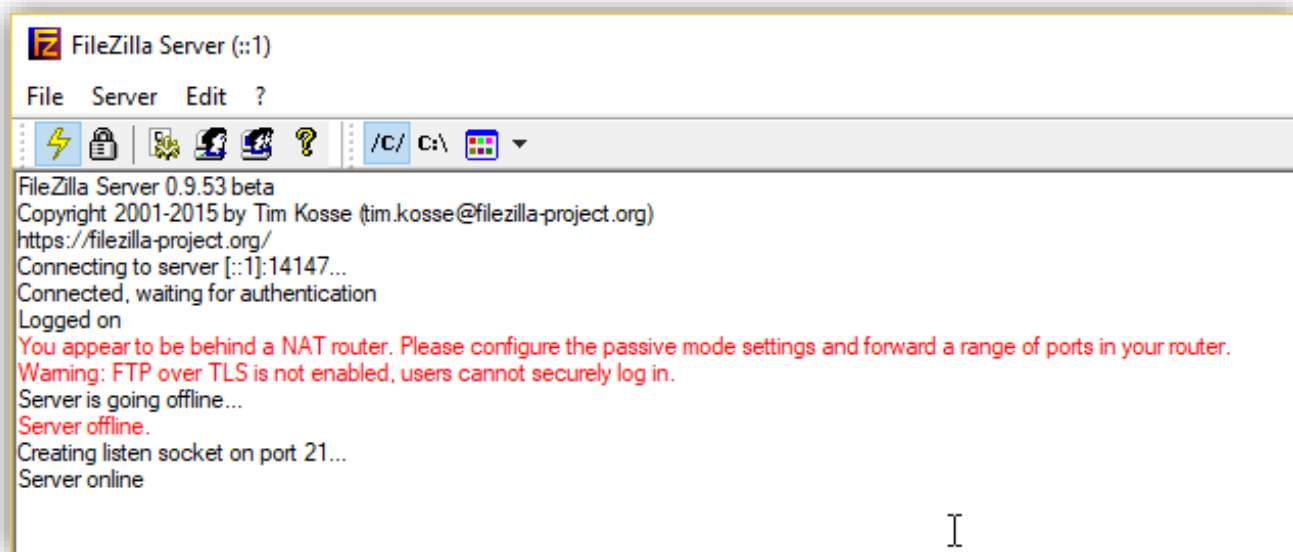 FileZilla Server (::1)
File Server Edit ?
/C/ C:\
FileZilla Server 0.9.53 beta
Copyright 2001-2015 by Tim Kosse (tim.kosse@filezilla-project.org)
https://filezilla-project.org/
Connecting to server [::1]:14147...
Connected, waiting for authentication
Logged on
You appear to be behind a NAT router. Please configure the passive mode settings and forward a range of ports in your router.
Warning: FTP over TLS is not enabled, users cannot securely log in.
Server is going offline...
Server offline.
Creating listen socket on port 21...
Server online